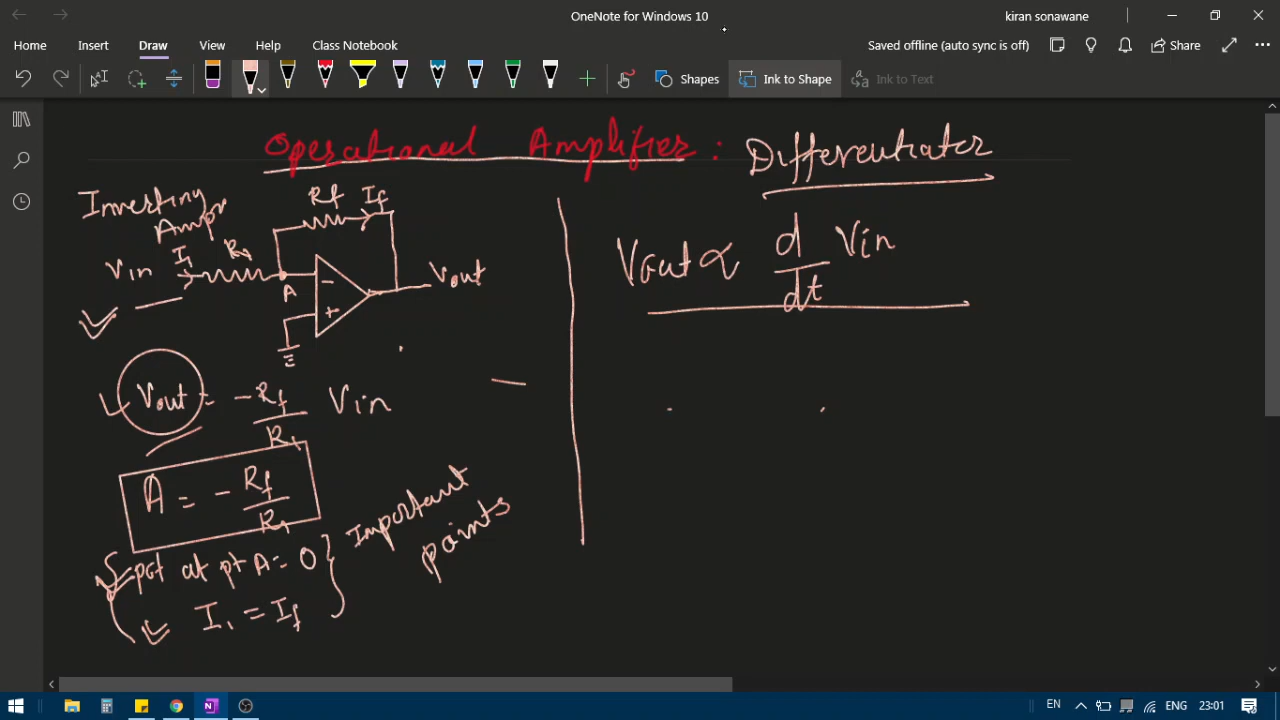 OneNote for Windows 10
kiran sonawane
Home Insert Draw View Help Class Notebook
Saved offline (auto sync is off)
Share
Shapes
Ink to Shape
Ink to Text
Operational Amplifier : Differentiator
Inverting
Ampr
Rf If
Vin I1 R1
A
-
+
Vout
Vout ∝ d/dt Vin
Vout = -Rf/R1 Vin
A = -Rf/R1
pot at pt A = 0
I1 = If
Important
points
EN
ENG
23:01